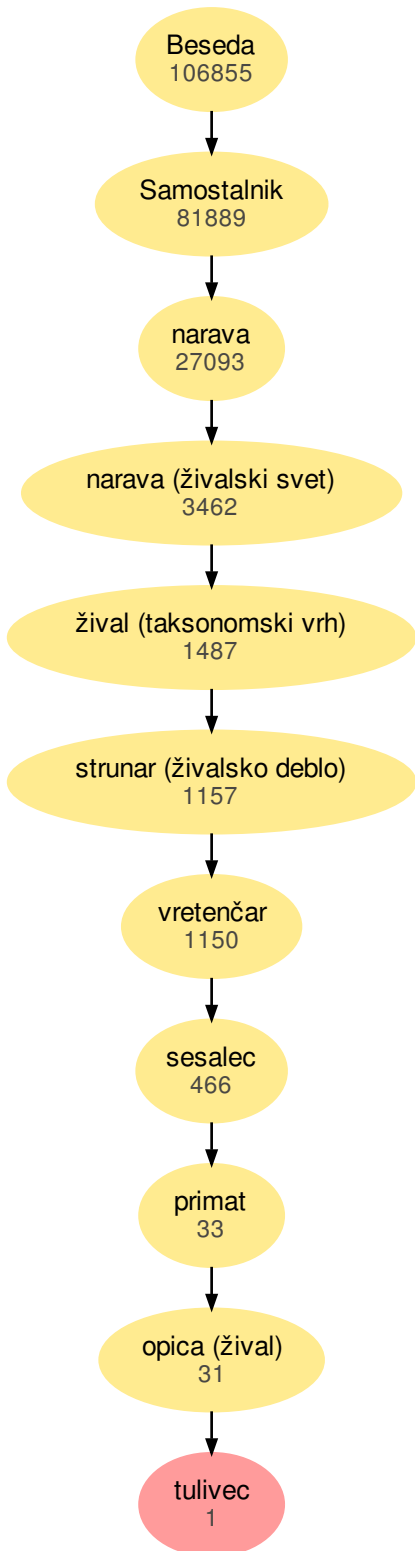 Beseda
106855
Samostalnik
81889
narava
27093
narava (živalski svet)
3462
žival (taksonomski vrh)
1487
strunar (živalsko deblo)
1157
vretenčar
1150
sesalec
466
primat
33
opica (žival)
31
tulivec
1